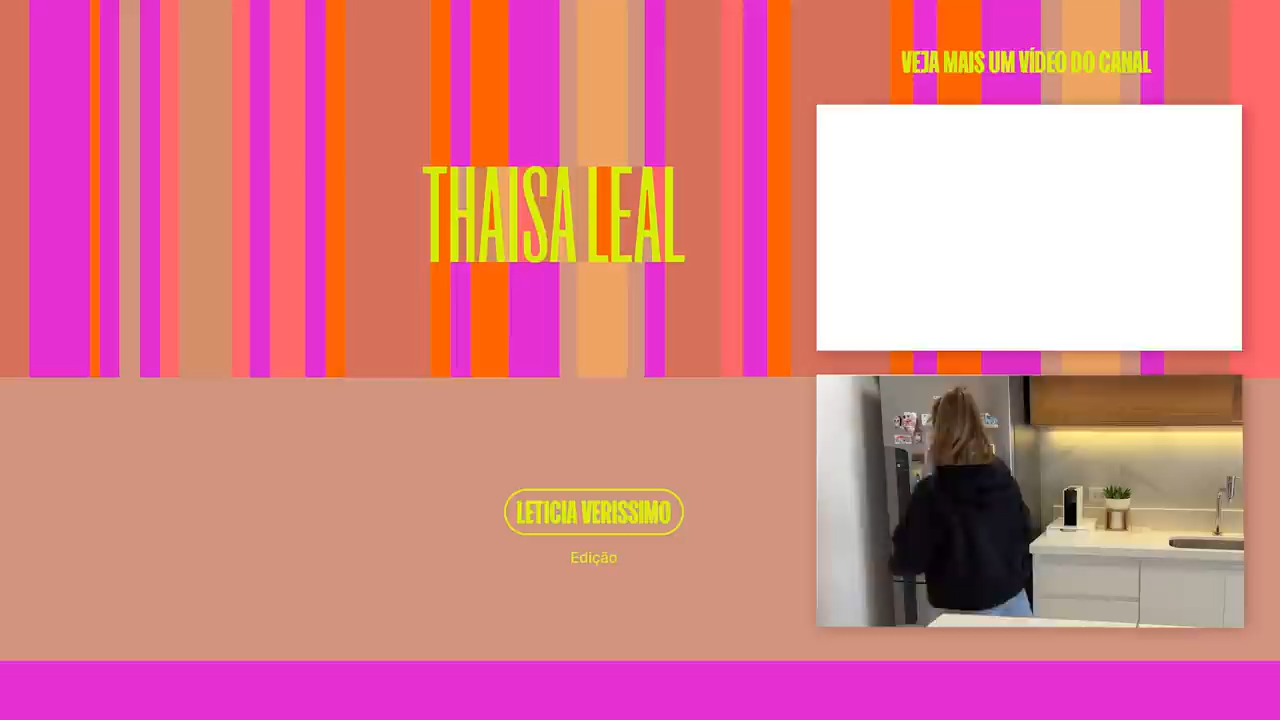 VEJA MAIS UM VÍDEO DO CANAL
THAISA LEAL
LETICIA VERISSIMO
Edição